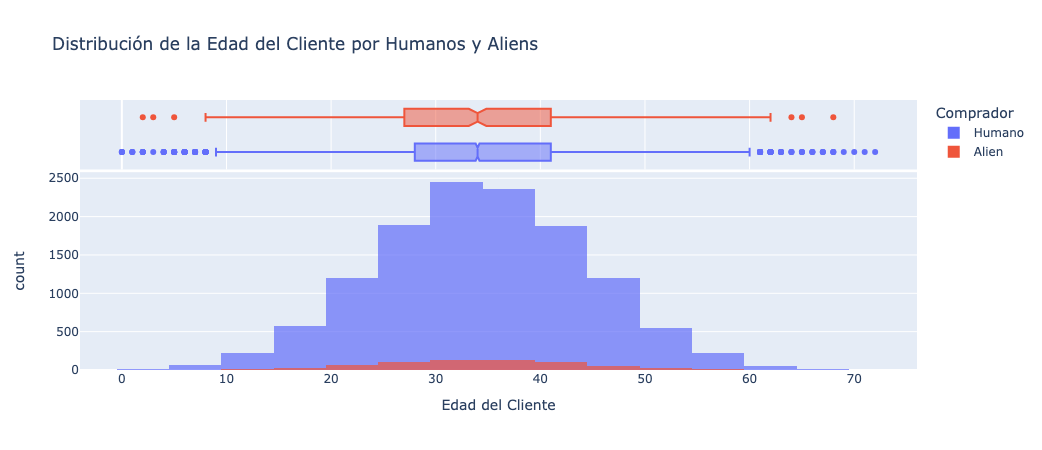 Distribución de la Edad del Cliente por Humanos y Aliens
Comprador
Humano
Alien
2500
2000
1500
1000
500
0
count
0 10 20 30 40 50 60 70
Edad del Cliente